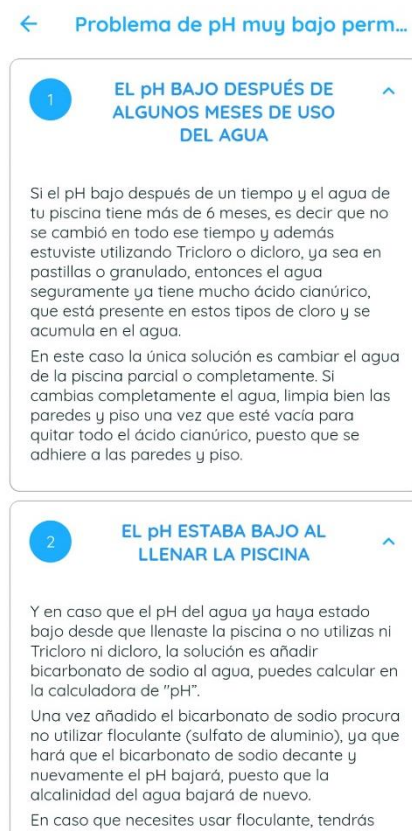 Problema de pH muy bajo perm...
1
EL pH BAJO DESPUÉS DE
ALGUNOS MESES DE USO
DEL AGUA
Si el pH bajo después de un tiempo y el agua de
tu piscina tiene más de 6 meses, es decir que no
se cambió en todo ese tiempo y además
estuviste utilizando Tricloro o dicloro, ya sea en
pastillas o granulado, entonces el agua
seguramente ya tiene mucho ácido cianúrico,
que está presente en estos tipos de cloro y se
acumula en el agua.
En este caso la única solución es cambiar el agua
de la piscina parcial o completamente. Si
cambias completamente el agua, limpia bien las
paredes y piso una vez que esté vacía para
quitar todo el ácido cianúrico, puesto que se
adhiere a las paredes y piso.
2
EL pH ESTABA BAJO AL
LLENAR LA PISCINA
Y en caso que el pH del agua ya haya estado
bajo desde que llenaste la piscina o no utilizas ni
Tricloro ni dicloro, la solución es añadir
bicarbonato de sodio al agua, puedes calcular en
la calculadora de "pH".
Una vez añadido el bicarbonato de sodio procura
no utilizar floculante (sulfato de aluminio), ya que
hará que el bicarbonato de sodio decante y
nuevamente el pH bajará, puesto que la
alcalinidad del agua bajará de nuevo.
En caso que necesites usar floculante, tendrás